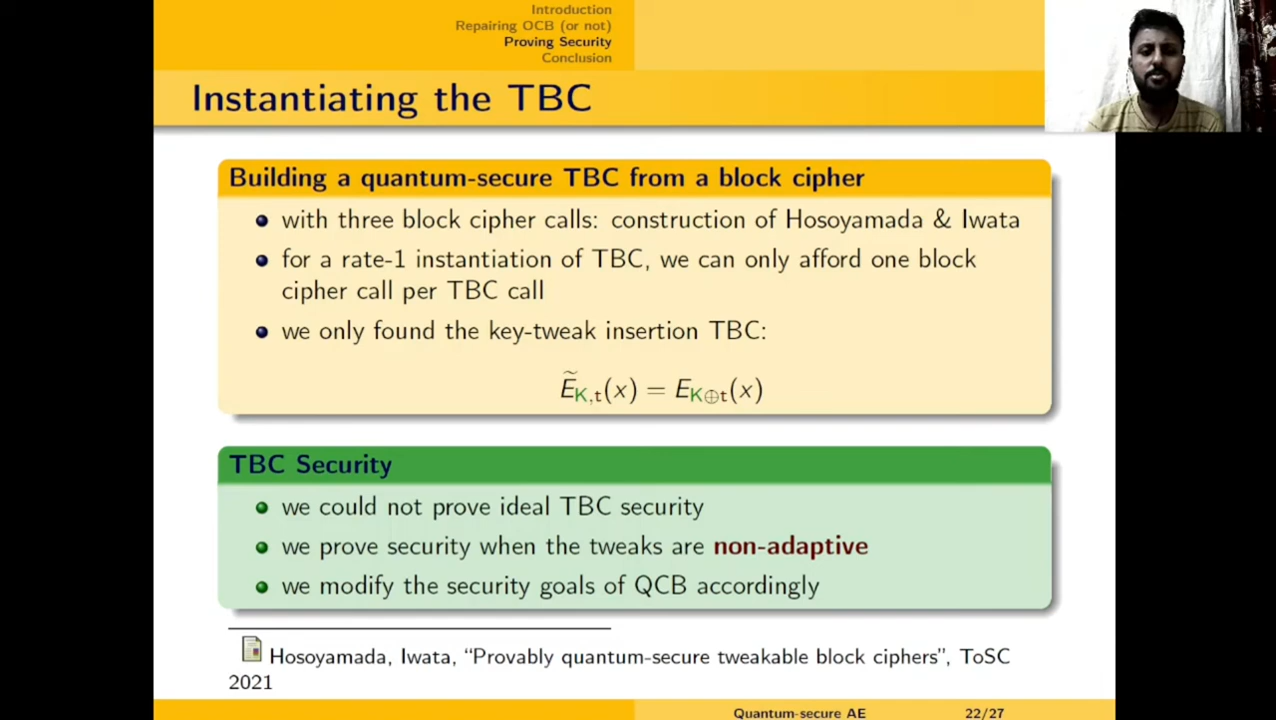 Introduction
Repairing OCB (or not)
Proving Security
Conclusion
Instantiating the TBC
Building a quantum-secure TBC from a block cipher
with three block cipher calls: construction of Hosoyamada & Iwata
for a rate-1 instantiation of TBC, we can only afford one block
cipher call per TBC call
we only found the key-tweak insertion TBC:
Ẽ_{K,t}(x) = E_{K⊕t}(x)
TBC Security
we could not prove ideal TBC security
we prove security when the tweaks are non-adaptive
we modify the security goals of QCB accordingly
Hosoyamada, Iwata, “Provably quantum-secure tweakable block ciphers”, ToSC
2021
Quantum-secure AE 22/27